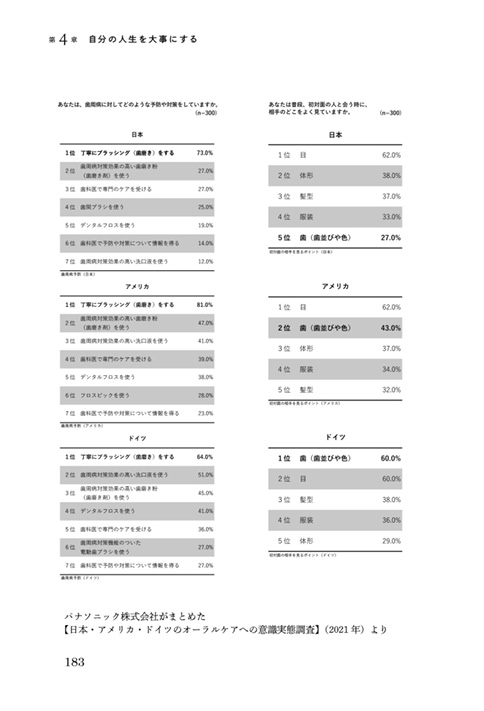 第4章 自分の人生を大事にする
あなたは、歯周病に対してどのような予防や対策をしていますか。
(n=300)
日本
1位 丁寧にブラッシング（歯磨き）をする 73.0%
2位 歯周病対策効果の高い歯磨き粉
（歯磨き剤）を使う 27.0%
3位 歯科医で専門のケアを受ける 27.0%
4位 歯間ブラシを使う 25.0%
5位 デンタルフロスを使う 19.0%
6位 歯科医で予防や対策について情報を得る 14.0%
7位 歯周病対策効果の高い洗口液を使う 12.0%
歯周病予防（日本）
アメリカ
1位 丁寧にブラッシング（歯磨き）をする 81.0%
2位 歯周病対策効果の高い歯磨き粉
（歯磨き剤）を使う 47.0%
3位 歯周病対策効果の高い洗口液を使う 41.0%
4位 歯科医で専門のケアを受ける 39.0%
5位 デンタルフロスを使う 38.0%
6位 フロスピックを使う 28.0%
7位 歯科医で予防や対策について情報を得る 23.0%
歯周病予防（アメリカ）
ドイツ
1位 丁寧にブラッシング（歯磨き）をする 64.0%
2位 歯周病対策効果の高い洗口液を使う 51.0%
3位 歯周病対策効果の高い歯磨き粉
（歯磨き剤）を使う 45.0%
4位 デンタルフロスを使う 41.0%
5位 歯科医で専門のケアを受ける 36.0%
6位 歯周病対策機能のついた
電動歯ブラシを使う 27.0%
7位 歯科医で予防や対策について情報を得る 27.0%
歯周病予防（ドイツ）
あなたは普段、初対面の人と会う時に、
相手のどこをよく見ていますか。 (n=300)
日本
1位 目 62.0%
2位 体形 38.0%
3位 髪型 37.0%
4位 服装 33.0%
5位 歯（歯並びや色） 27.0%
初対面の相手を見るポイント（日本）
アメリカ
1位 目 62.0%
2位 歯（歯並びや色） 43.0%
3位 体形 37.0%
4位 服装 34.0%
5位 髪型 32.0%
初対面の相手を見るポイント（アメリカ）
ドイツ
1位 歯（歯並びや色） 60.0%
2位 目 60.0%
3位 髪型 38.0%
4位 服装 36.0%
5位 体形 29.0%
初対面の相手を見るポイント（ドイツ）
パナソニック株式会社がまとめた
【日本・アメリカ・ドイツのオーラルケアへの意識実態調査】（2021年）より
183